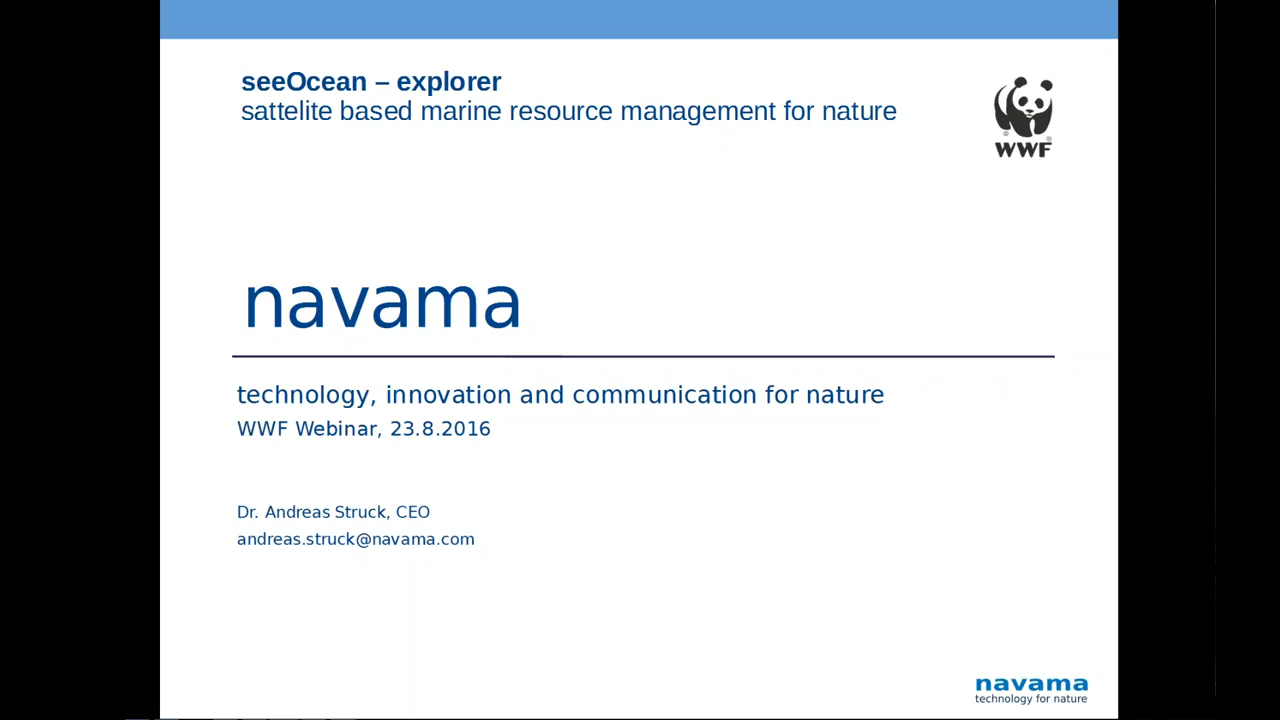 seeOcean – explorer
sattelite based marine resource management for nature
WWF
navama
technology, innovation and communication for nature
WWF Webinar, 23.8.2016
Dr. Andreas Struck, CEO
andreas.struck@navama.com
navama
technology for nature